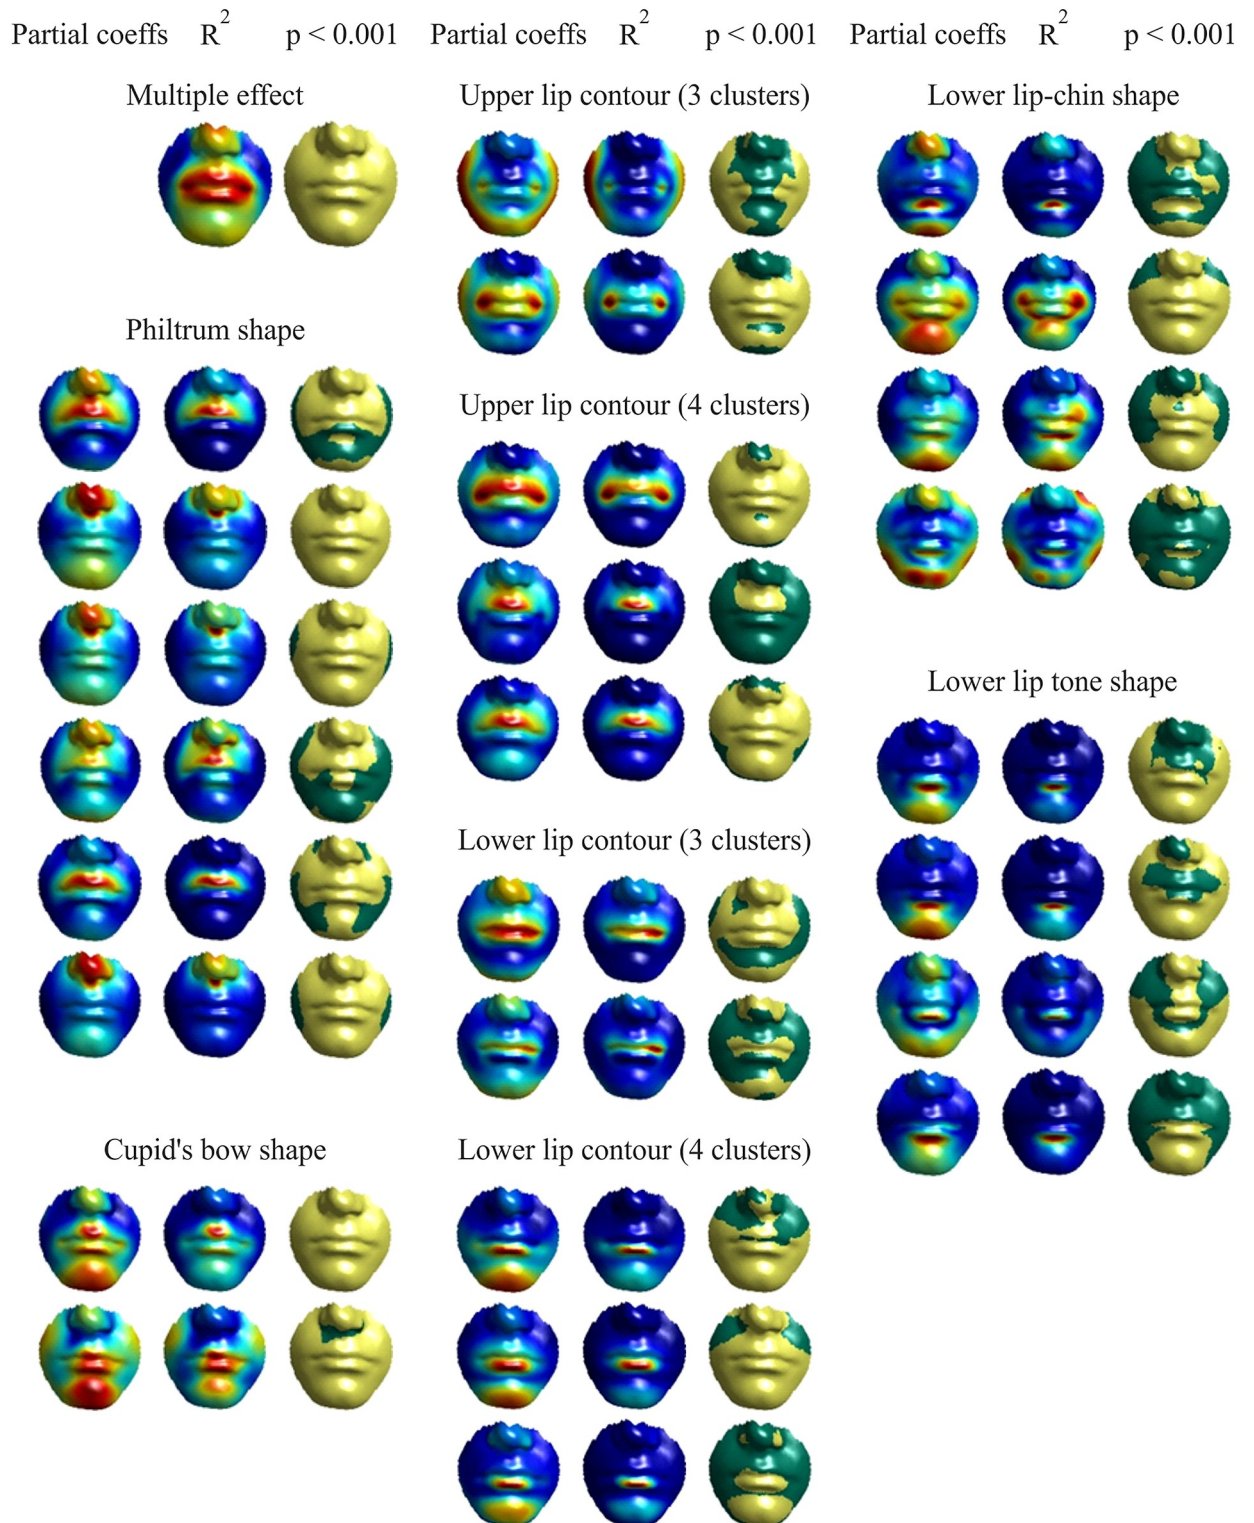 Partial coeffs R² p < 0.001 Partial coeffs R² p < 0.001 Partial coeffs R² p < 0.001
Multiple effect
Philtrum shape
Cupid's bow shape
Upper lip contour (3 clusters)
Upper lip contour (4 clusters)
Lower lip contour (3 clusters)
Lower lip contour (4 clusters)
Lower lip-chin shape
Lower lip tone shape